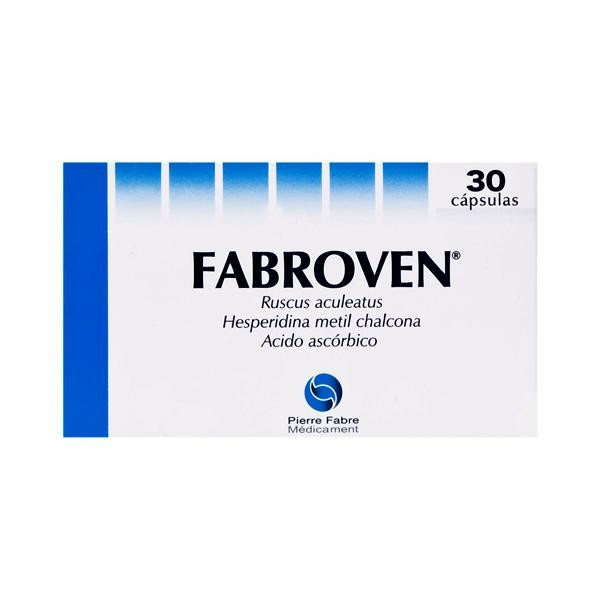 30
cápsulas
FABROVEN®
Ruscus aculeatus
Hesperidina metil chalcona
Acido ascórbico
Pierre Fabre
Médicament